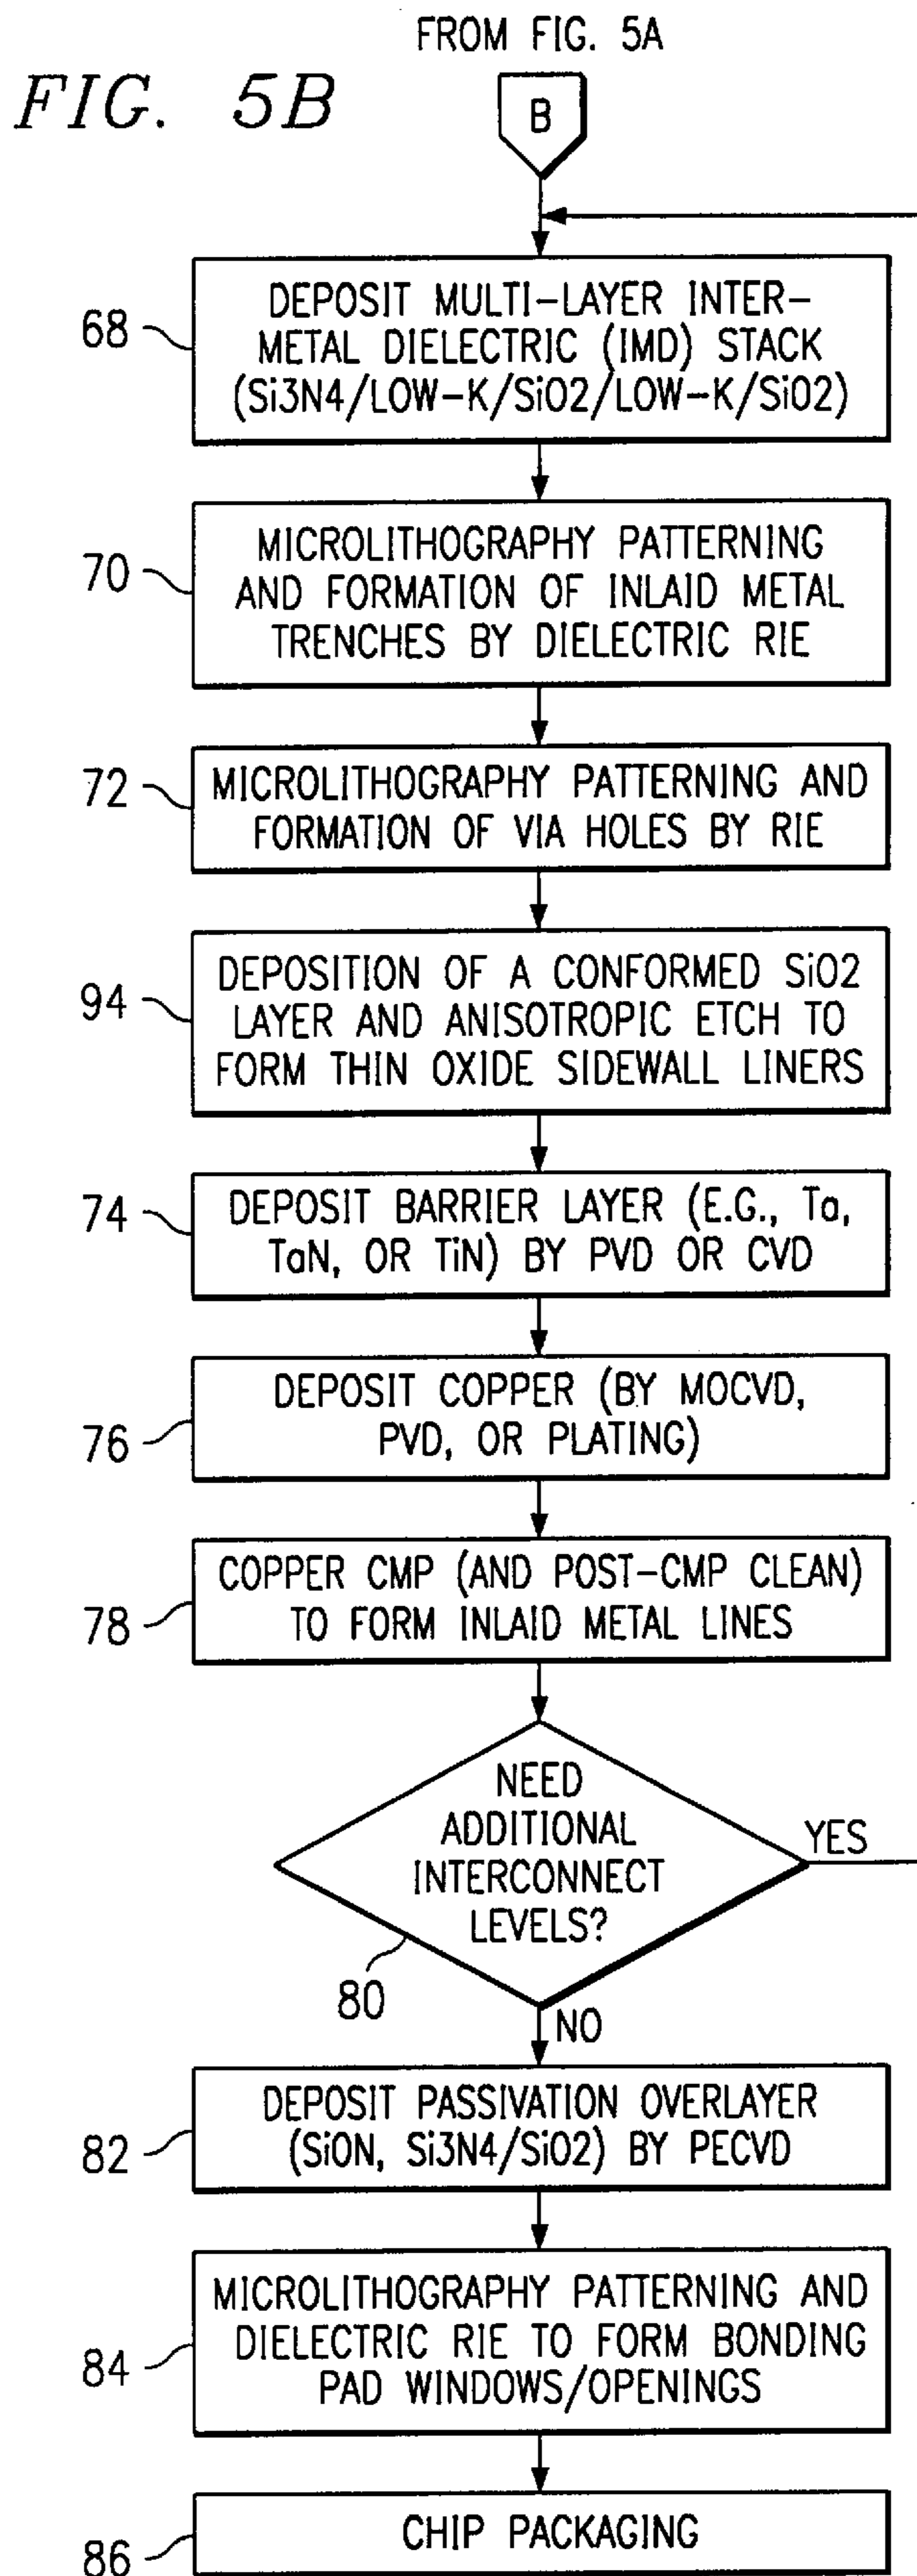 FROM FIG. 5A
FIG. 5B
B
68
DEPOSIT MULTI-LAYER INTER-
METAL DIELECTRIC (IMD) STACK
(Si3N4/LOW-K/SiO2/LOW-K/SiO2)
70
MICROLITHOGRAPHY PATTERNING
AND FORMATION OF INLAID METAL
TRENCHES BY DIELECTRIC RIE
72
MICROLITHOGRAPHY PATTERNING AND
FORMATION OF VIA HOLES BY RIE
94
DEPOSITION OF A CONFORMED SiO2
LAYER AND ANISOTROPIC ETCH TO
FORM THIN OXIDE SIDEWALL LINERS
74
DEPOSIT BARRIER LAYER (E.G., Ta,
TaN, OR TiN) BY PVD OR CVD
76
DEPOSIT COPPER (BY MOCVD,
PVD, OR PLATING)
78
COPPER CMP (AND POST-CMP CLEAN)
TO FORM INLAID METAL LINES
NEED
ADDITIONAL
INTERCONNECT
LEVELS?
YES
80
NO
82
DEPOSIT PASSIVATION OVERLAYER
(SiON, Si3N4/SiO2) BY PECVD
84
MICROLITHOGRAPHY PATTERNING AND
DIELECTRIC RIE TO FORM BONDING
PAD WINDOWS/OPENINGS
86
CHIP PACKAGING